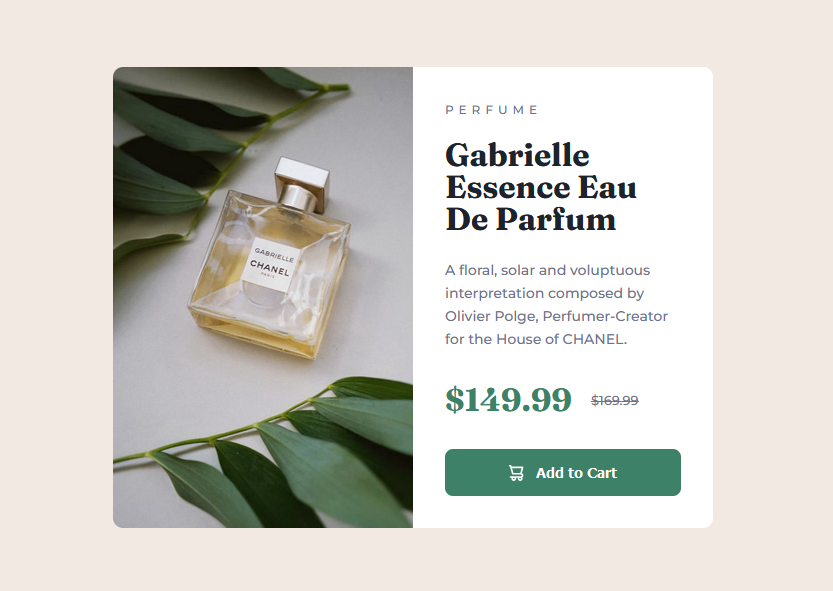 GABRIELLE
CHANEL
PARIS
PERFUME
Gabrielle
Essence Eau
De Parfum
A floral, solar and voluptuous
interpretation composed by
Olivier Polge, Perfumer-Creator
for the House of CHANEL.
$149.99 $169.99
Add to Cart